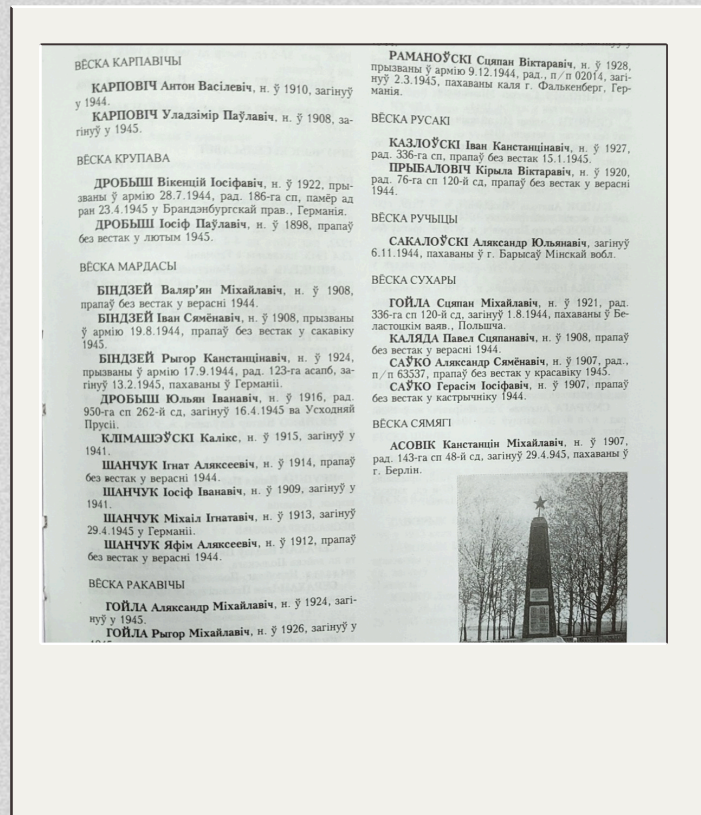 ВЁСКА КАРПАВІЧЫ
КАРПОВІЧ Антон Васілевіч, н. ў 1910, загінуў
у 1944.
КАРПОВІЧ Уладзімір Паўлавіч, н. ў 1908, за-
гінуў у 1945.
ВЁСКА КРУПАВА
ДРОБЫШ Вікенцій Іосіфавіч, н. ў 1922, пры-
званы ў армію 28.7.1944, рад. 186-га сп, памёр ад
ран 23.4.1945 у Брандэнбургскай прав., Германія.
ДРОБЫШ Іосіф Паўлавіч, н. ў 1898, прапаў
без вестак у лютым 1945.
ВЁСКА МАРДАСЫ
БІНДЗЕЙ Валяр'ян Міхайлавіч, н. ў 1908,
прапаў без вестак у верасні 1944.
БІНДЗЕЙ Іван Сямёнавіч, н. ў 1908, прызваны
ў армію 19.8.1944, прапаў без вестак у сакавіку
1945.
БІНДЗЕЙ Рыгор Канстанцінавіч, н. ў 1924,
прызваны ў армію 17.9.1944, рад. 123-га асапб, за-
гінуў 13.2.1945, пахаваны ў Германіі.
ДРОБЫШ Юльян Іванавіч, н. ў 1916, рад.
950-га сп 262-й сд, загінуў 16.4.1945 ва Усходняй
Прусіі.
КЛІМАШЭЎСКІ Калікс, н. ў 1915, загінуў у
1941.
ШАНЧУК Ігнат Аляксеевіч, н. ў 1914, прапаў
без вестак у верасні 1944.
ШАНЧУК Іосіф Іванавіч, н. ў 1909, загінуў у
1941.
ШАНЧУК Міхаіл Ігнатавіч, н. ў 1913, загінуў
29.4.1945 у Германіі.
ШАНЧУК Яфім Аляксеевіч, н. ў 1912, прапаў
без вестак у верасні 1944.
ВЁСКА РАКАВІЧЫ
ГОЙЛА Аляксандр Міхайлавіч, н. ў 1924, загі-
нуў у 1945.
ГОЙЛА Рыгор Міхайлавіч, н. ў 1926, загінуў у
РАМАНОЎСКІ Сцяпан Віктаравіч, н. ў 1928,
прызваны ў армію 9.12.1944, рад., п/п 02014, загі-
нуў 2.3.1945, пахаваны каля г. Фалькенберг, Гер-
манія.
ВЁСКА РУСАКІ
КАЗЛОЎСКІ Іван Канстанцінавіч, н. ў 1927,
рад. 336-га сп, прапаў без вестак 15.1.1945.
ПРЫБАЛОВІЧ Кірыла Віктаравіч, н. ў 1920,
рад. 76-га сп 120-й сд, прапаў без вестак у верасні
1944.
ВЁСКА РУЧЫЦЫ
САКАЛОЎСКІ Аляксандр Юльянавіч, загінуў
6.11.1944, пахаваны ў г. Барысаў Мінскай вобл.
ВЁСКА СУХАРЫ
ГОЙЛА Сцяпан Міхайлавіч, н. ў 1921, рад.
336-га сп 120-й сд, загінуў 1.8.1944, пахаваны ў Бе-
ластоцкім ваяв., Польшча.
КАЛЯДА Павел Сцяпанавіч, н. ў 1908, прапаў
без вестак у верасні 1944.
САЎКО Аляксандр Сямёнавіч, н. ў 1907, рад.,
п/п 63537, прапаў без вестак у красавіку 1945.
САЎКО Герасім Іосіфавіч, н. ў 1907, прапаў
без вестак у кастрычніку 1944.
ВЁСКА СЯМЯГІ
АСОВІК Канстанцін Міхайлавіч, н. ў 1907,
рад. 143-га сп 48-й сд, загінуў 29.4.945, пахаваны ў
г. Берлін.